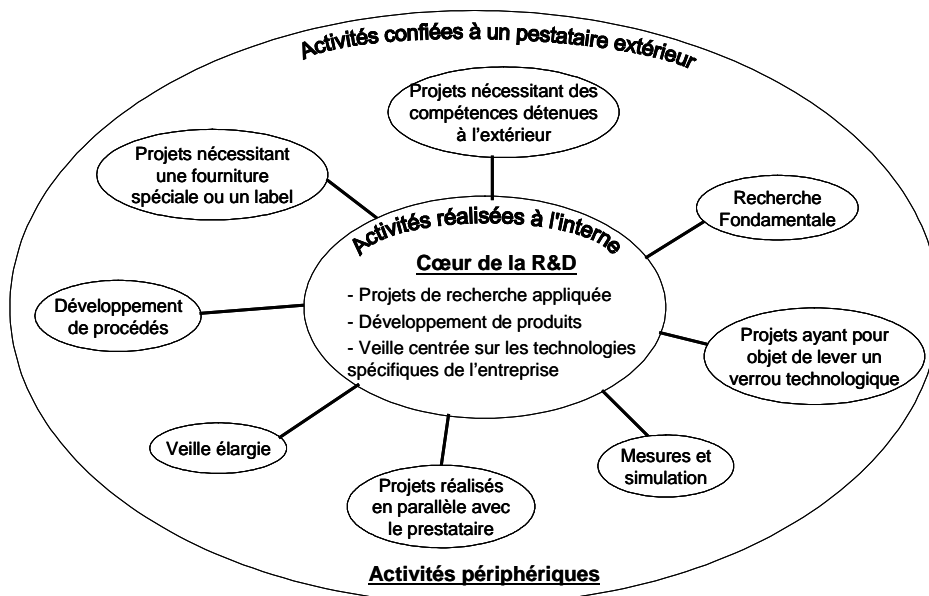 Activités confiées à un pestataire extérieur
Projets nécessitant des
compétences détenues
à l'extérieur
Projets nécessitant
une fourniture
spéciale ou un label
Recherche
Fondamentale
Activités réalisées à l'interne
Cœur de la R&D
- Projets de recherche appliquée
- Développement de produits
- Veille centrée sur les technologies
spécifiques de l'entreprise
Développement
de procédés
Projets ayant pour
objet de lever un
verrou technologique
Veille élargie
Mesures et
simulation
Projets réalisés
en parallèle avec
le prestataire
Activités périphériques